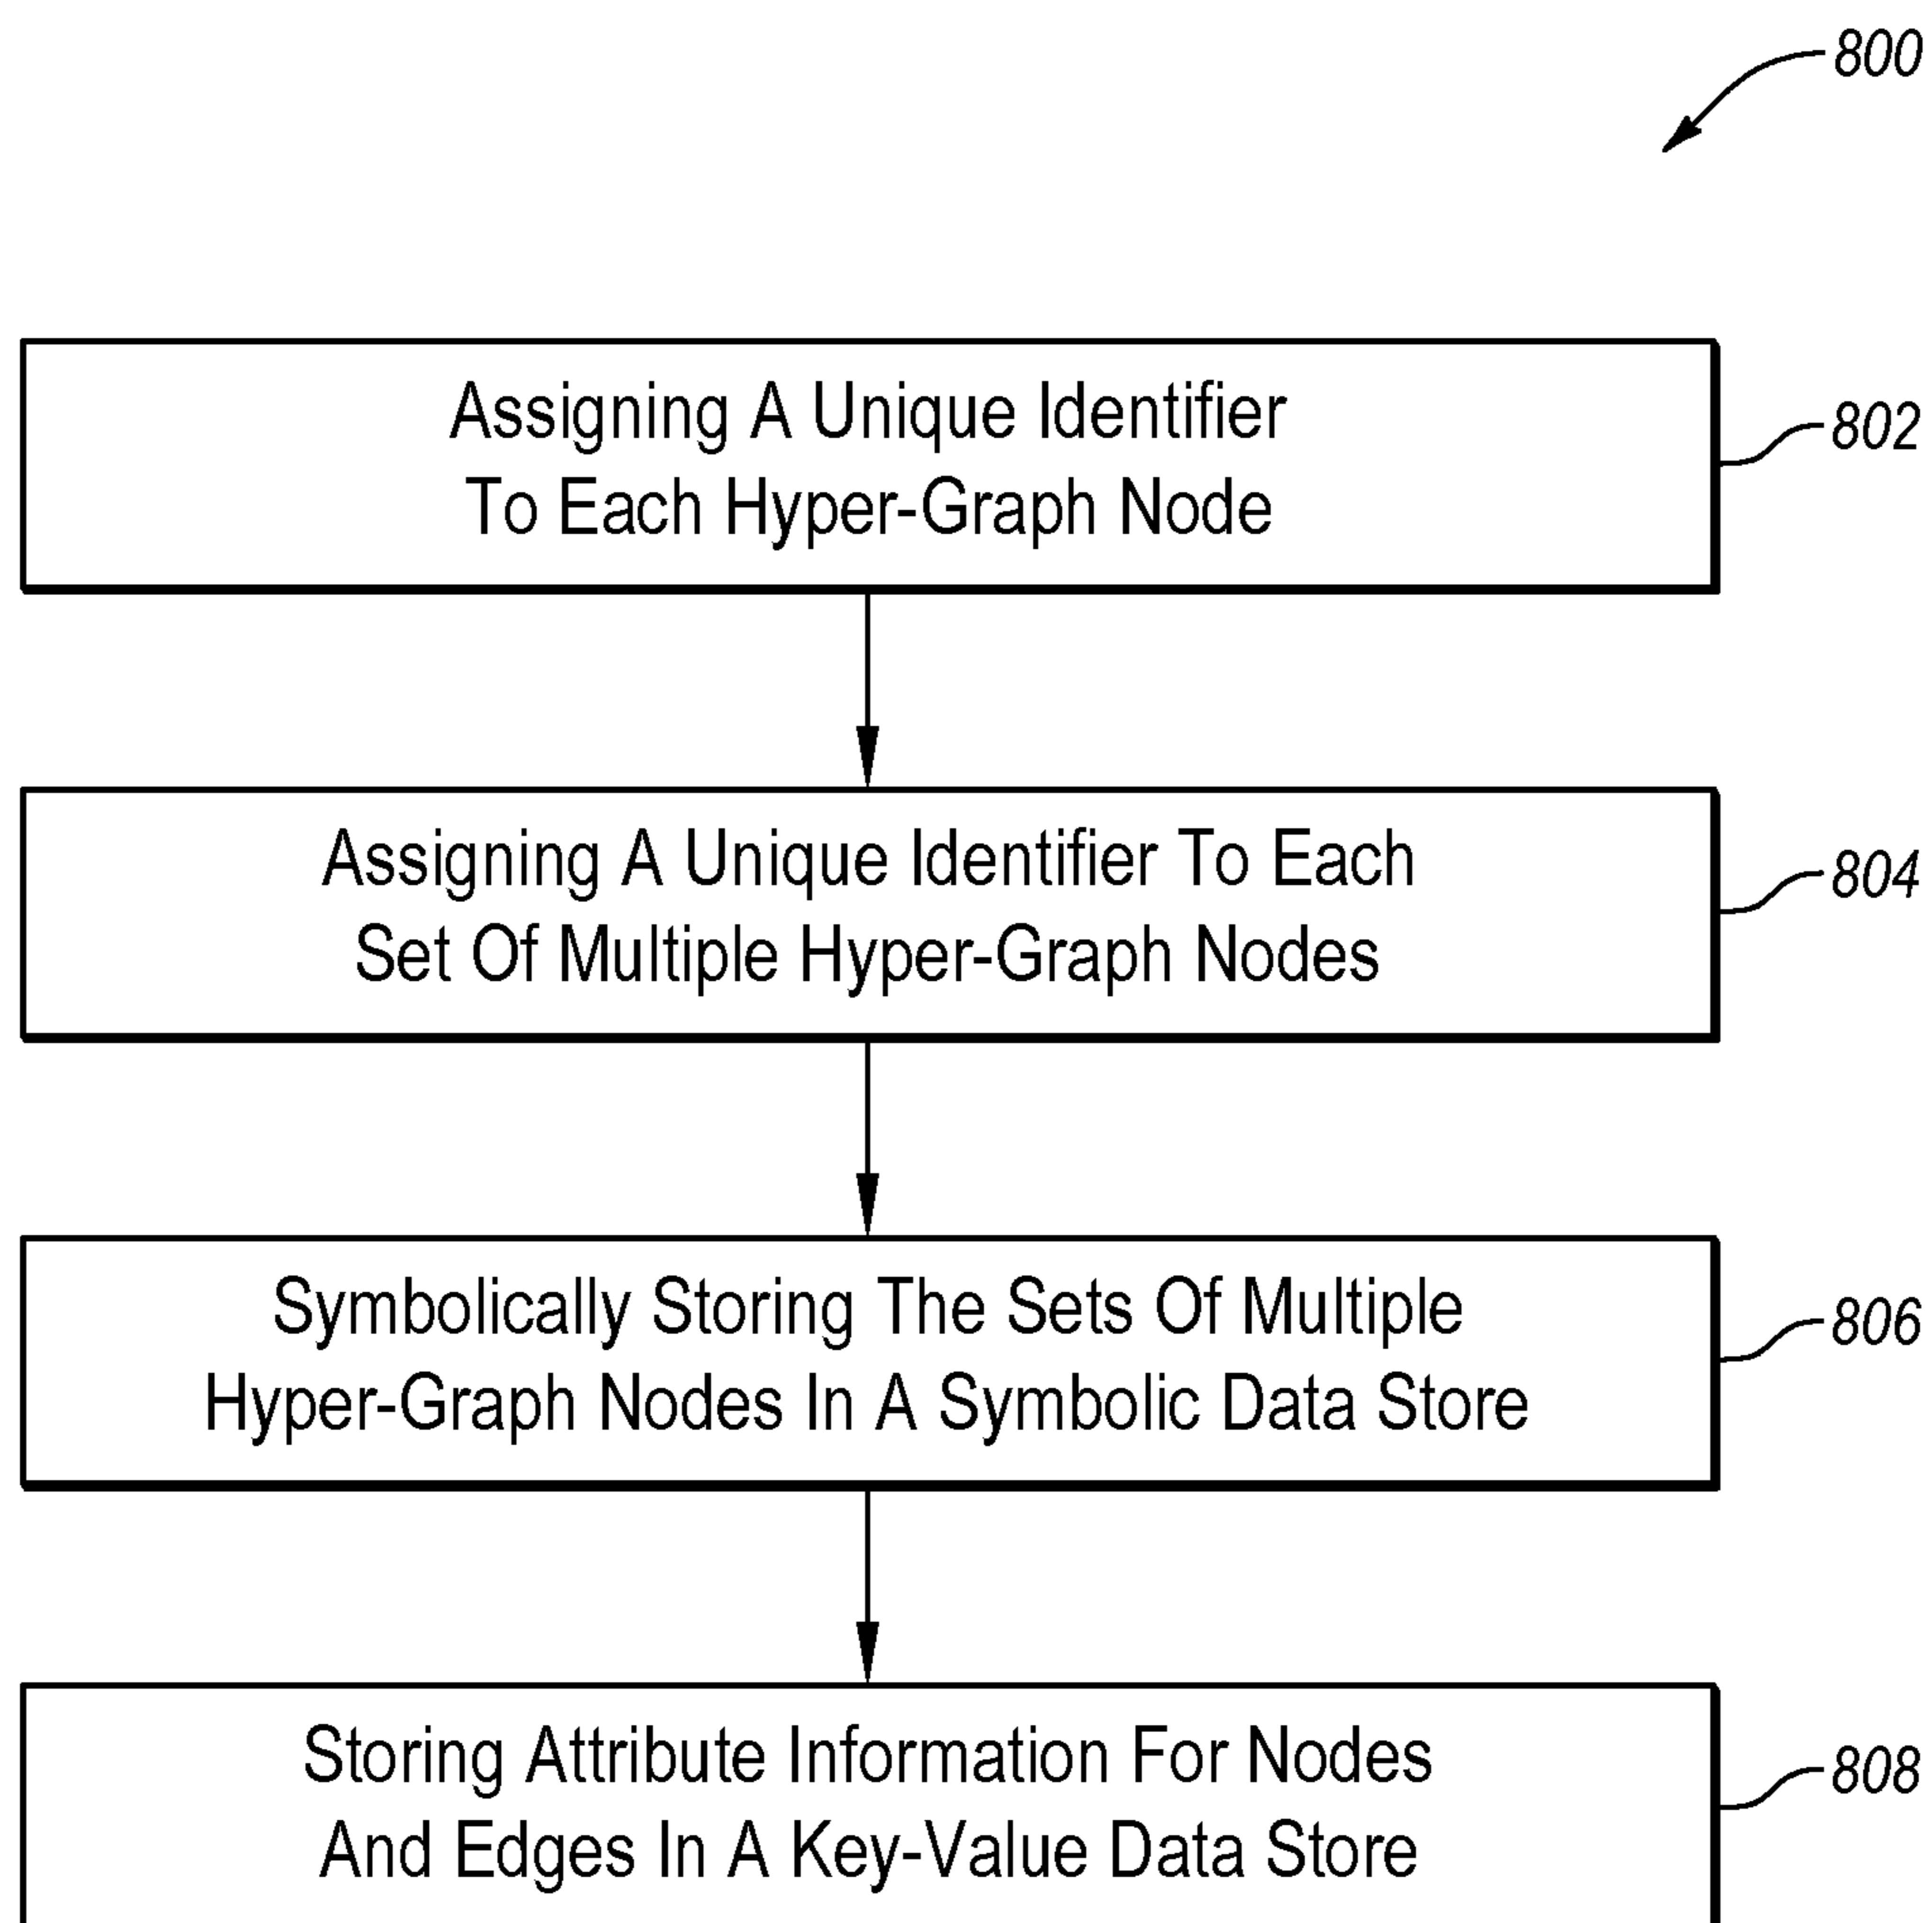 800
Assigning A Unique Identifier
To Each Hyper-Graph Node
802
Assigning A Unique Identifier To Each
Set Of Multiple Hyper-Graph Nodes
804
Symbolically Storing The Sets Of Multiple
Hyper-Graph Nodes In A Symbolic Data Store
806
Storing Attribute Information For Nodes
And Edges In A Key-Value Data Store
808